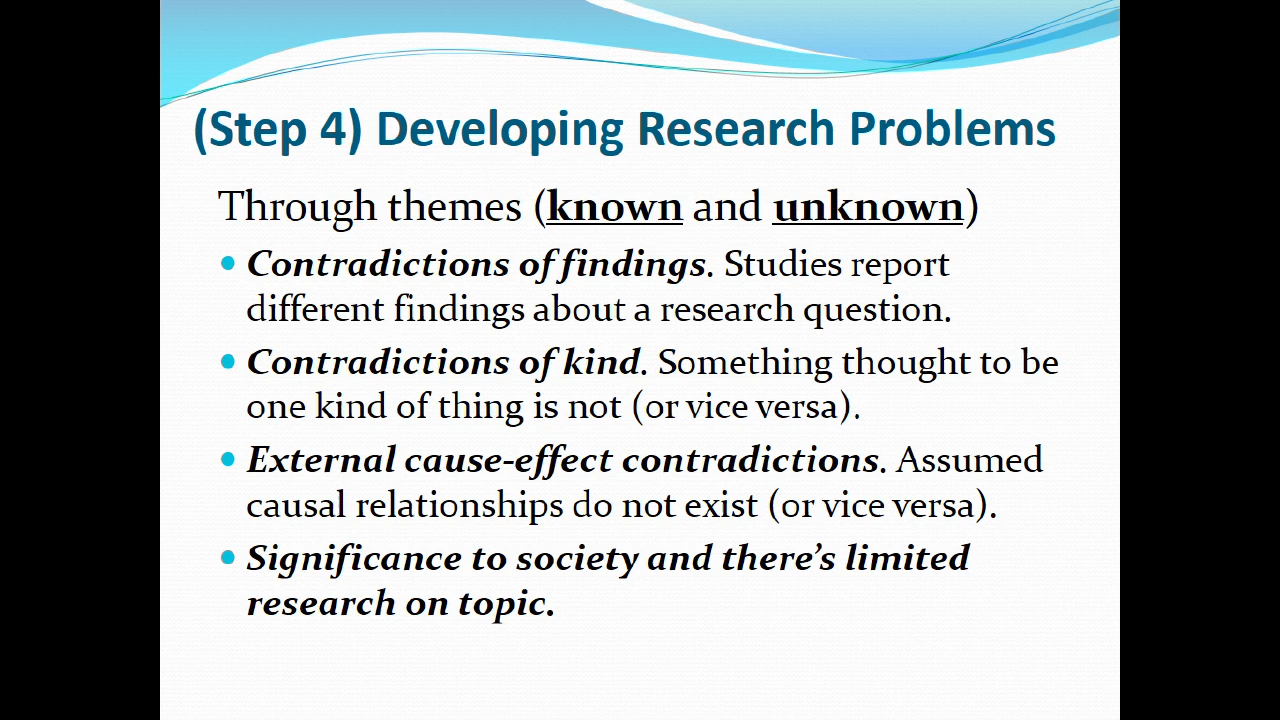 (Step 4) Developing Research Problems
Through themes (known and unknown)
• Contradictions of findings. Studies report
different findings about a research question.
• Contradictions of kind. Something thought to be
one kind of thing is not (or vice versa).
• External cause-effect contradictions. Assumed
causal relationships do not exist (or vice versa).
• Significance to society and there’s limited
research on topic.